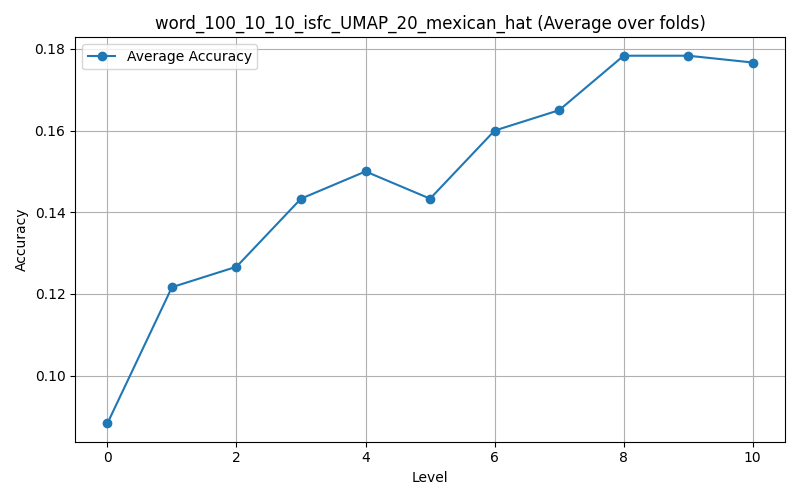 word_100_10_10_isfc_UMAP_20_mexican_hat (Average over folds)
Average Accuracy
0.18
0.16
0.14
0.12
0.10
Accuracy
0 2 4 6 8 10
Level